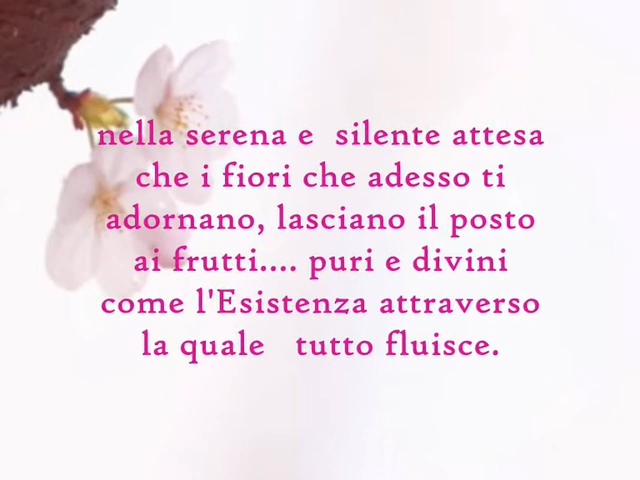 nella serena e  silente attesa
che i fiori che adesso ti
adornano, lasciano il posto
ai frutti.... puri e divini
come l'Esistenza attraverso
la quale   tutto fluisce.